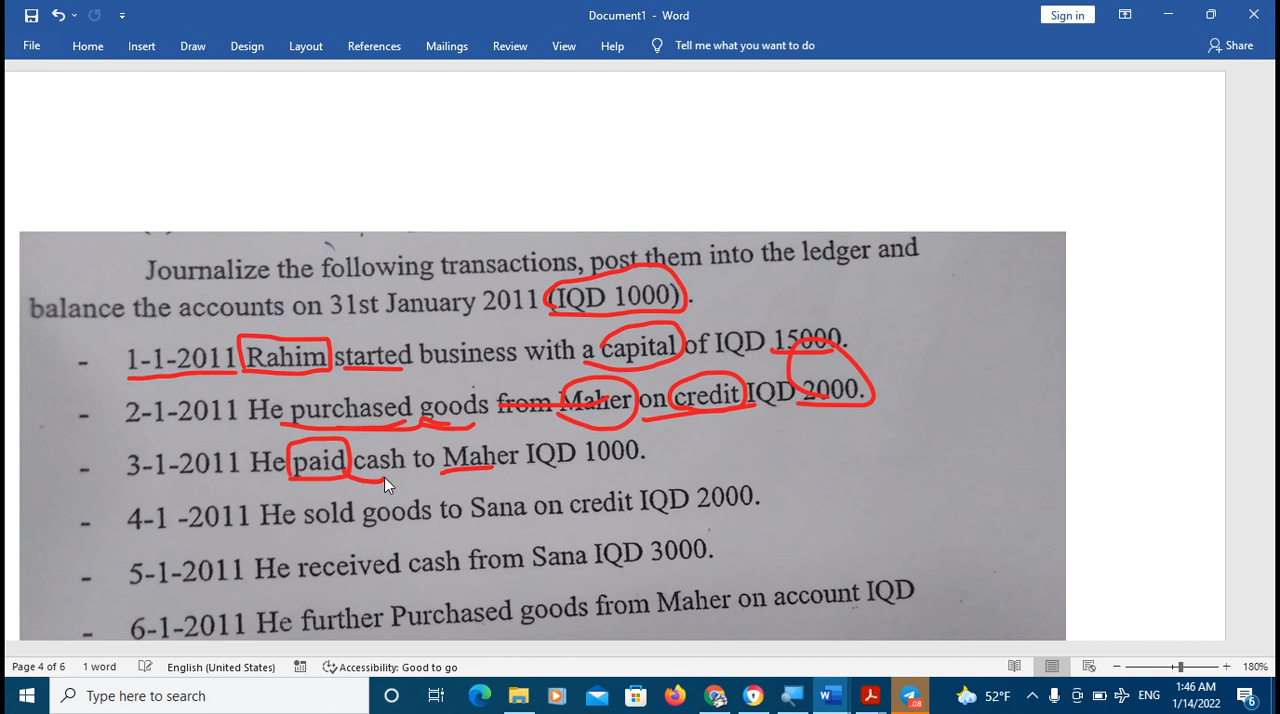 Document1 - Word
Sign in
File Home Insert Draw Design Layout References Mailings Review View Help Tell me what you want to do Share
Journalize the following transactions, post them into the ledger and
balance the accounts on 31st January 2011 (IQD 1000).
- 1-1-2011 Rahim started business with a capital of IQD 15000.
- 2-1-2011 He purchased goods from Maher on credit IQD 2000.
- 3-1-2011 He paid cash to Maher IQD 1000.
- 4-1 -2011 He sold goods to Sana on credit IQD 2000.
- 5-1-2011 He received cash from Sana IQD 3000.
- 6-1-2011 He further Purchased goods from Maher on account IQD
Page 4 of 6 1 word English (United States) Accessibility: Good to go 180%
Type here to search .08 52°F ENG 1:46 AM
1/14/2022 6